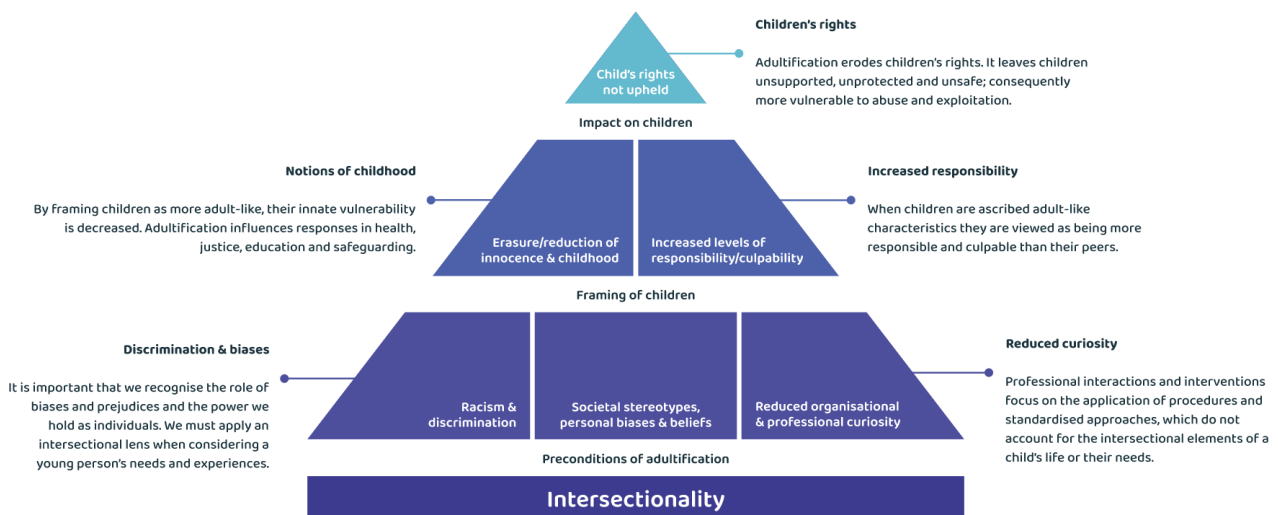 Children's rights
Adultification erodes children's rights. It leaves children
unsupported, unprotected and unsafe; consequently
more vulnerable to abuse and exploitation.
Child's rights
not upheld
Impact on children
Notions of childhood
By framing children as more adult-like, their innate vulnerability
is decreased. Adultification influences responses in health,
justice, education and safeguarding.
Erasure/reduction of
innocence & childhood
Increased levels of
responsibility/culpability
Increased responsibility
When children are ascribed adult-like
characteristics they are viewed as being more
responsible and culpable than their peers.
Framing of children
Discrimination & biases
It is important that we recognise the role of
biases and prejudices and the power we
hold as individuals. We must apply an
intersectional lens when considering a
young person's needs and experiences.
Racism &
discrimination
Societal stereotypes,
personal biases & beliefs
Reduced organisational
& professional curiosity
Reduced curiosity
Professional interactions and interventions
focus on the application of procedures and
standardised approaches, which do not
account for the intersectional elements of a
child's life or their needs.
Preconditions of adultification
Intersectionality